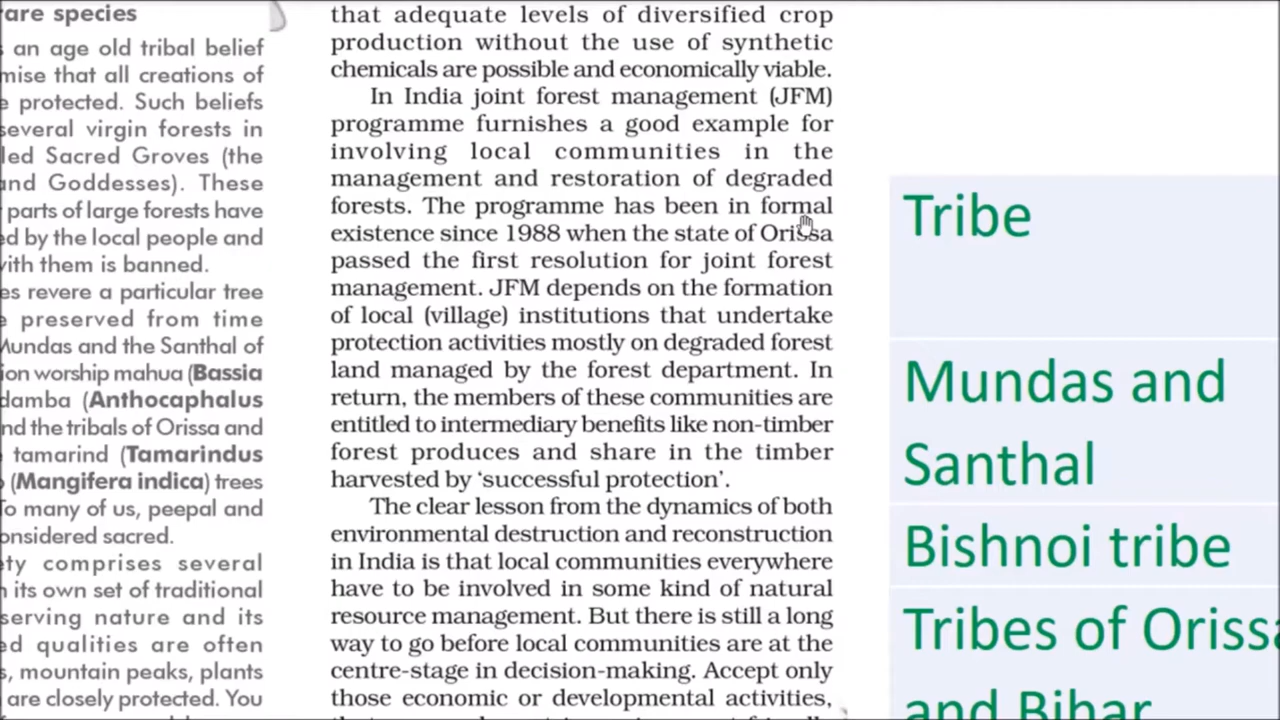 are species
an age old tribal belief
mise that all creations of
e protected. Such beliefs
several virgin forests in
led Sacred Groves (the
and Goddesses). These
parts of large forests have
ed by the local people and
with them is banned.
es revere a particular tree
e preserved from time
Mundas and the Santhal of
ion worship mahua (Bassia
damba (Anthocaphalus
nd the tribals of Orissa and
tamarind (Tamarindus
(Mangifera indica) trees
To many of us, peepal and
onsidered sacred.
ety comprises several
its own set of traditional
serving nature and its
ed qualities are often
s, mountain peaks, plants
are closely protected. You
that adequate levels of diversified crop
production without the use of synthetic
chemicals are possible and economically viable.
In India joint forest management (JFM)
programme furnishes a good example for
involving local communities in the
management and restoration of degraded
forests. The programme has been in formal
existence since 1988 when the state of Orissa
passed the first resolution for joint forest
management. JFM depends on the formation
of local (village) institutions that undertake
protection activities mostly on degraded forest
land managed by the forest department. In
return, the members of these communities are
entitled to intermediary benefits like non-timber
forest produces and share in the timber
harvested by ‘successful protection’.
The clear lesson from the dynamics of both
environmental destruction and reconstruction
in India is that local communities everywhere
have to be involved in some kind of natural
resource management. But there is still a long
way to go before local communities are at the
centre-stage in decision-making. Accept only
those economic or developmental activities,
Tribe
Mundas and
Santhal
Bishnoi tribe
Tribes of Orissa
and Bihar